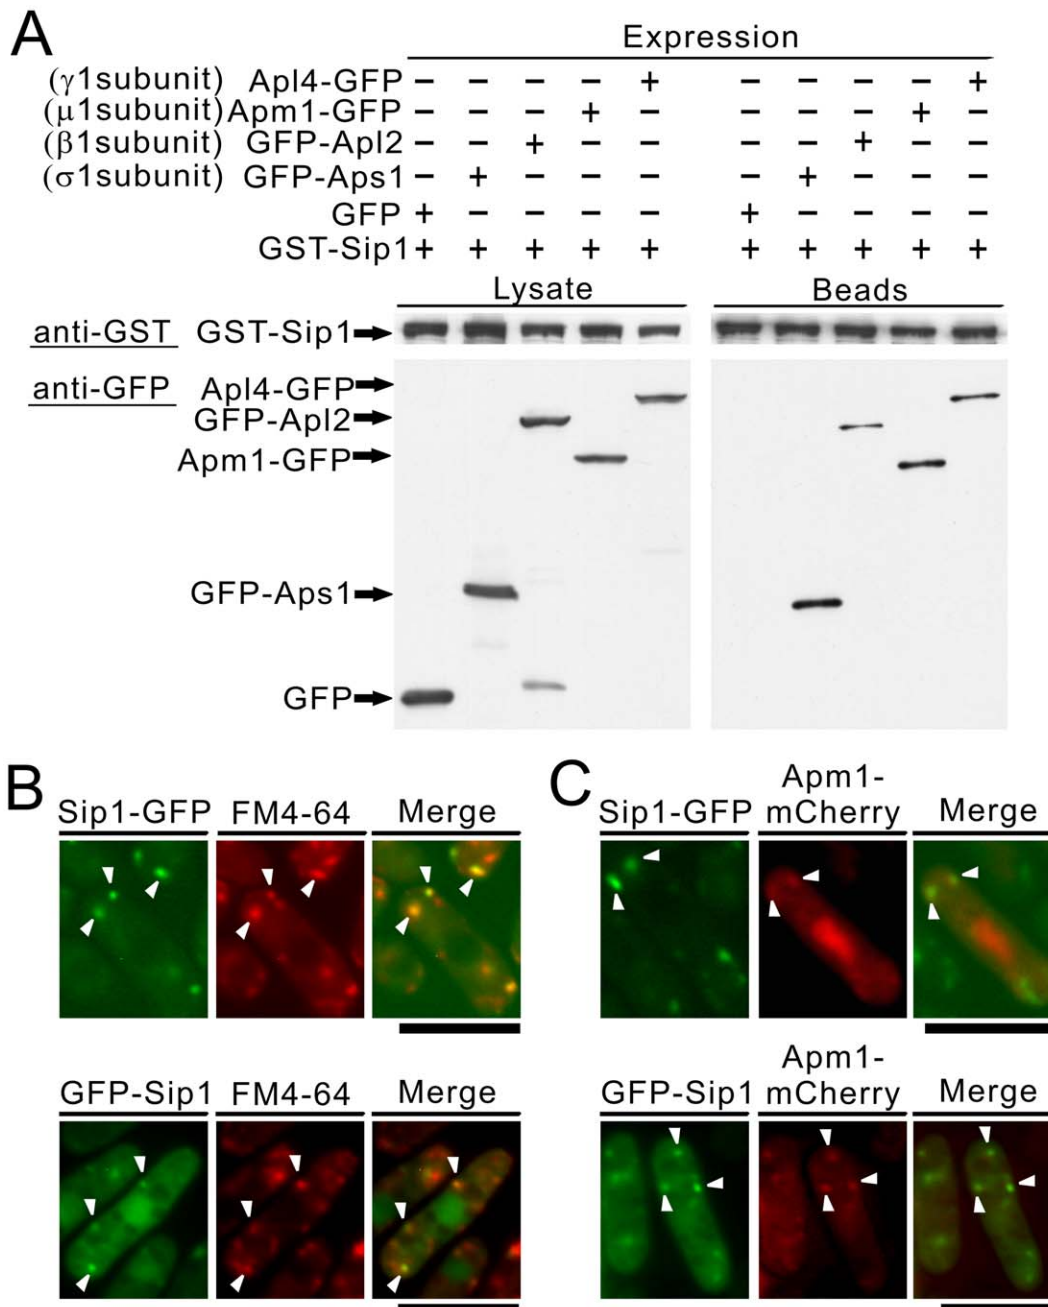 A
Expression
(γ1subunit) Apl4-GFP − − − − + − − − − +
(μ1subunit)Apm1-GFP − − − + − − − − + −
(β1subunit) GFP-Apl2 − − + − − − − + − −
(σ1subunit) GFP-Aps1 − + − − − − + − − −
GFP + − − − − + − − − −
GST-Sip1 + + + + + + + + + +
Lysate Beads
anti-GST GST-Sip1
anti-GFP Apl4-GFP
GFP-Apl2
Apm1-GFP
GFP-Aps1
GFP
B
Sip1-GFP FM4-64 Merge
GFP-Sip1 FM4-64 Merge
C
Sip1-GFP Apm1-
mCherry Merge
GFP-Sip1 Apm1-
mCherry Merge